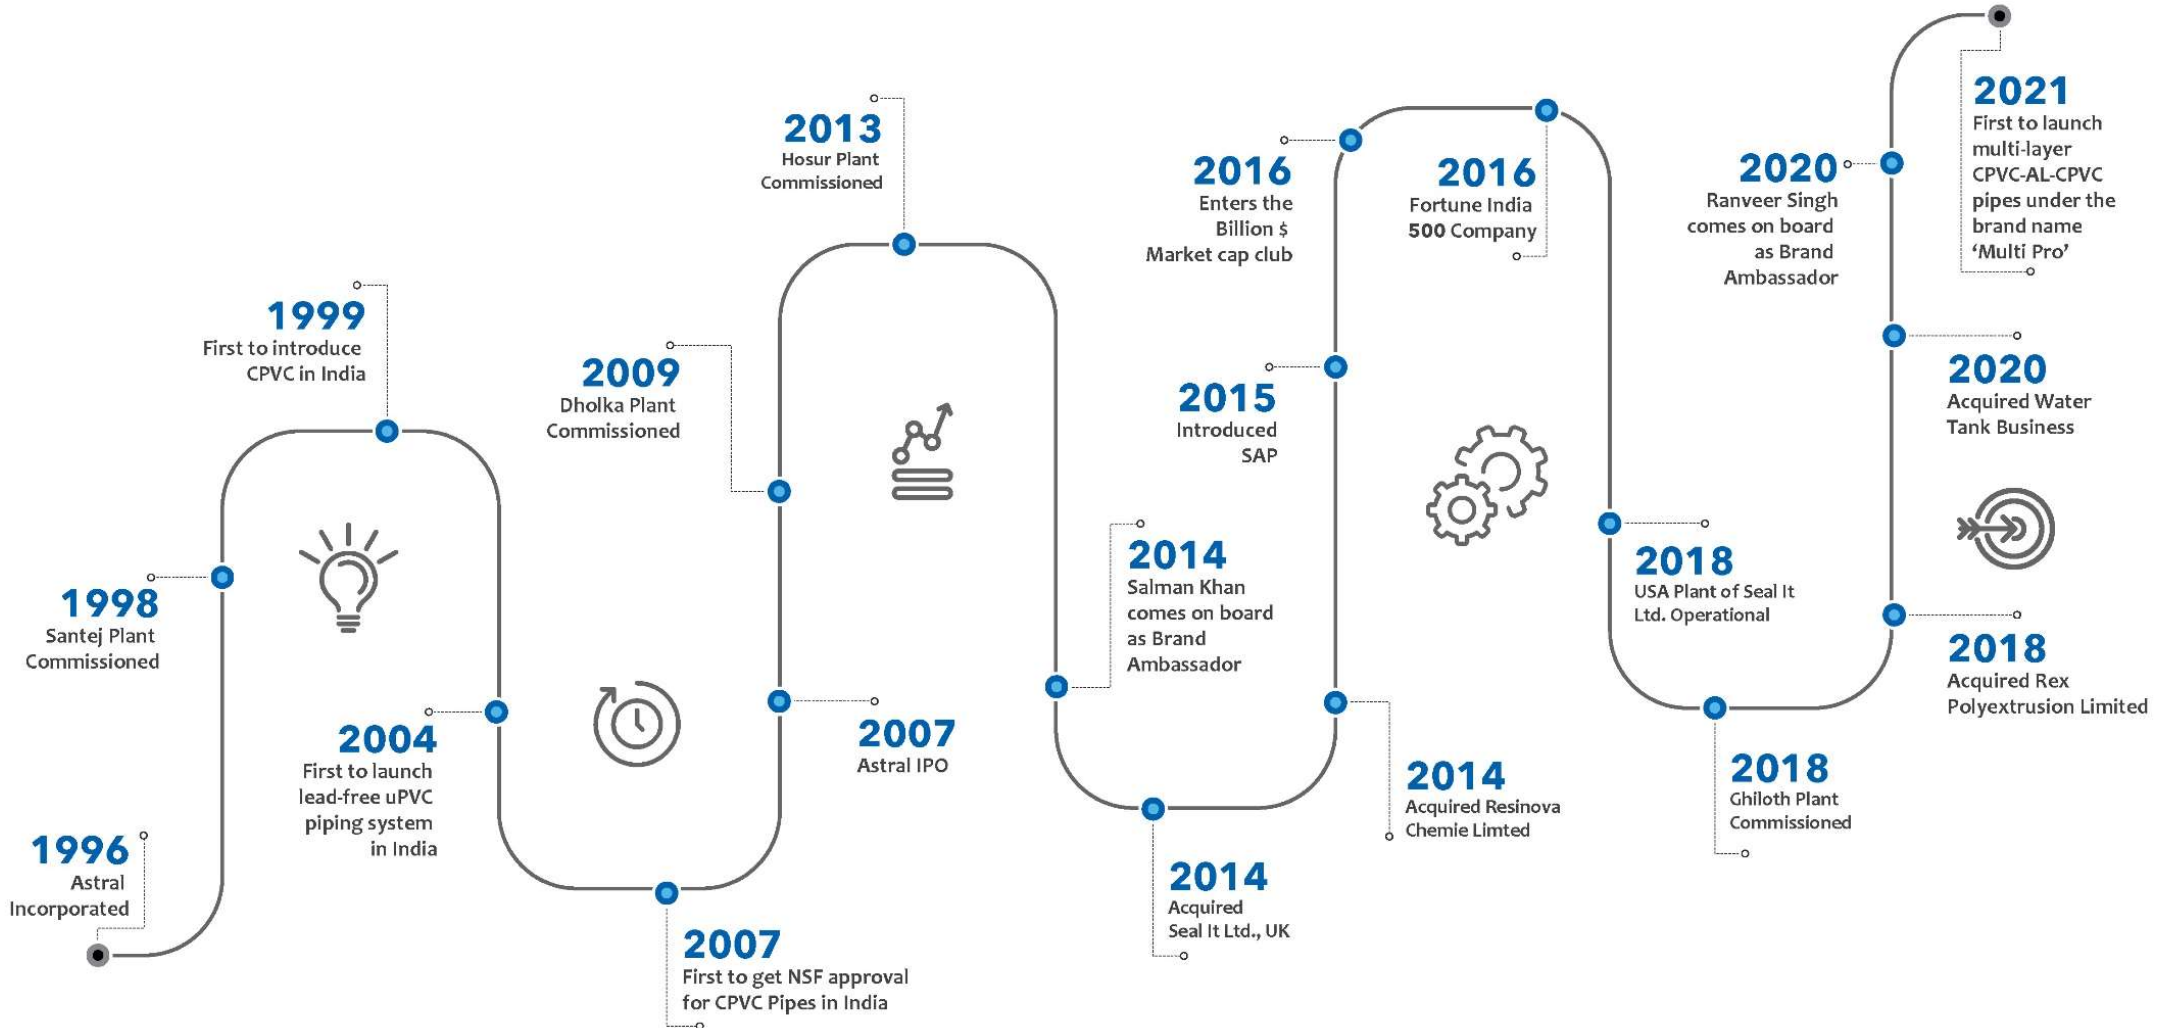 1996
Astral
Incorporated
1998
Santej Plant
Commissioned
1999
First to introduce
CPVC in India
2004
First to launch
lead-free uPVC
piping system
in India
2007
First to get NSF approval
for CPVC Pipes in India
2007
Astral IPO
2009
Dholka Plant
Commissioned
2013
Hosur Plant
Commissioned
2014
Salman Khan
comes on board
as Brand
Ambassador
2014
Acquired
Seal It Ltd., UK
2014
Acquired Resinova
Chemie Limted
2015
Introduced
SAP
2016
Enters the
Billion $
Market cap club
2016
Fortune India
500 Company
2018
USA Plant of Seal It
Ltd. Operational
2018
Ghiloth Plant
Commissioned
2018
Acquired Rex
Polyextrusion Limited
2020
Acquired Water
Tank Business
2020
Ranveer Singh
comes on board
as Brand
Ambassador
2021
First to launch
multi-layer
CPVC-AL-CPVC
pipes under the
brand name
‘Multi Pro’